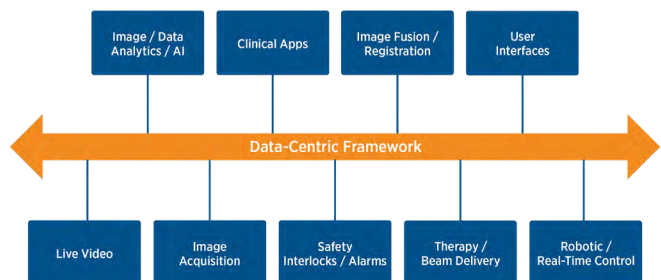 Image / Data
Analytics / AI
Clinical Apps
Image Fusion /
Registration
User
Interfaces
Data-Centric Framework
Live Video
Image
Acquisition
Safety
Interlocks / Alarms
Therapy /
Beam Delivery
Robotic /
Real-Time Control